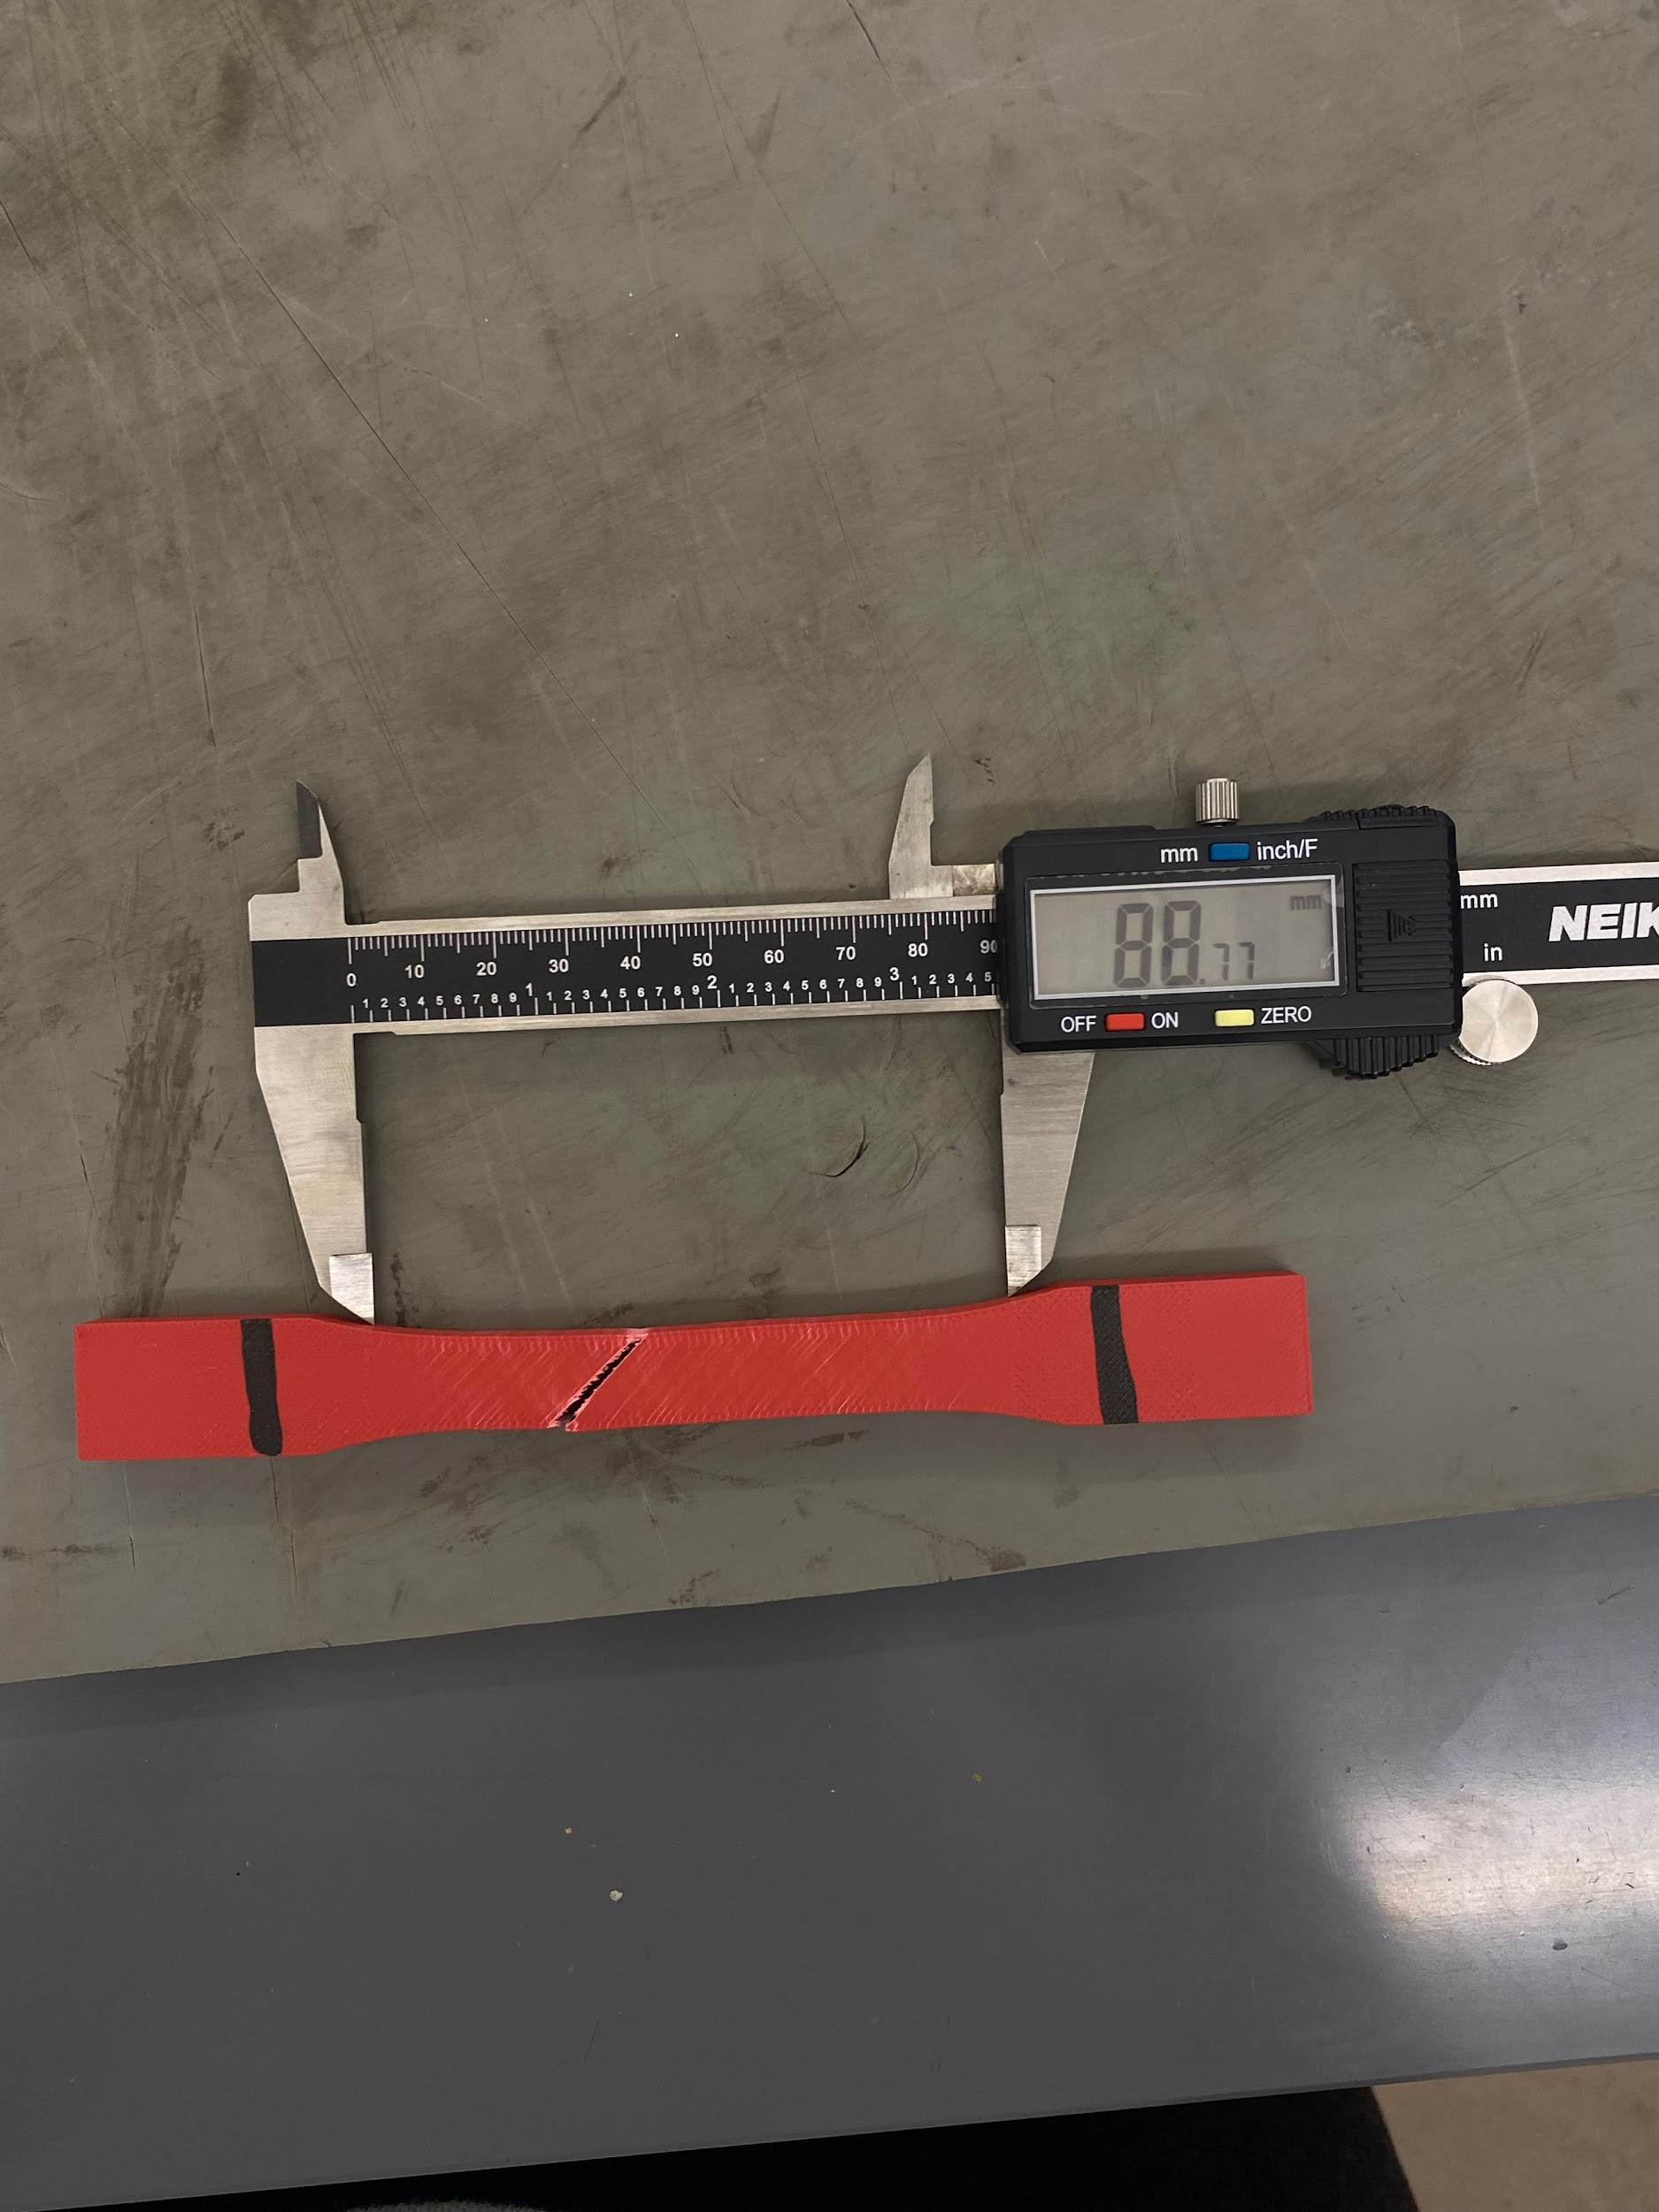 mm inch/F
88.77 mm
mm
NEIK
in
0 10 20 30 40 50 60 70 80 90
1 2 3 4 5 6 7 8 9 1 1 2 3 4 5 6 7 8 9 2 1 2 3 4 5 6 7 8 9 3 1 2 3 4 5
OFF ON ZERO